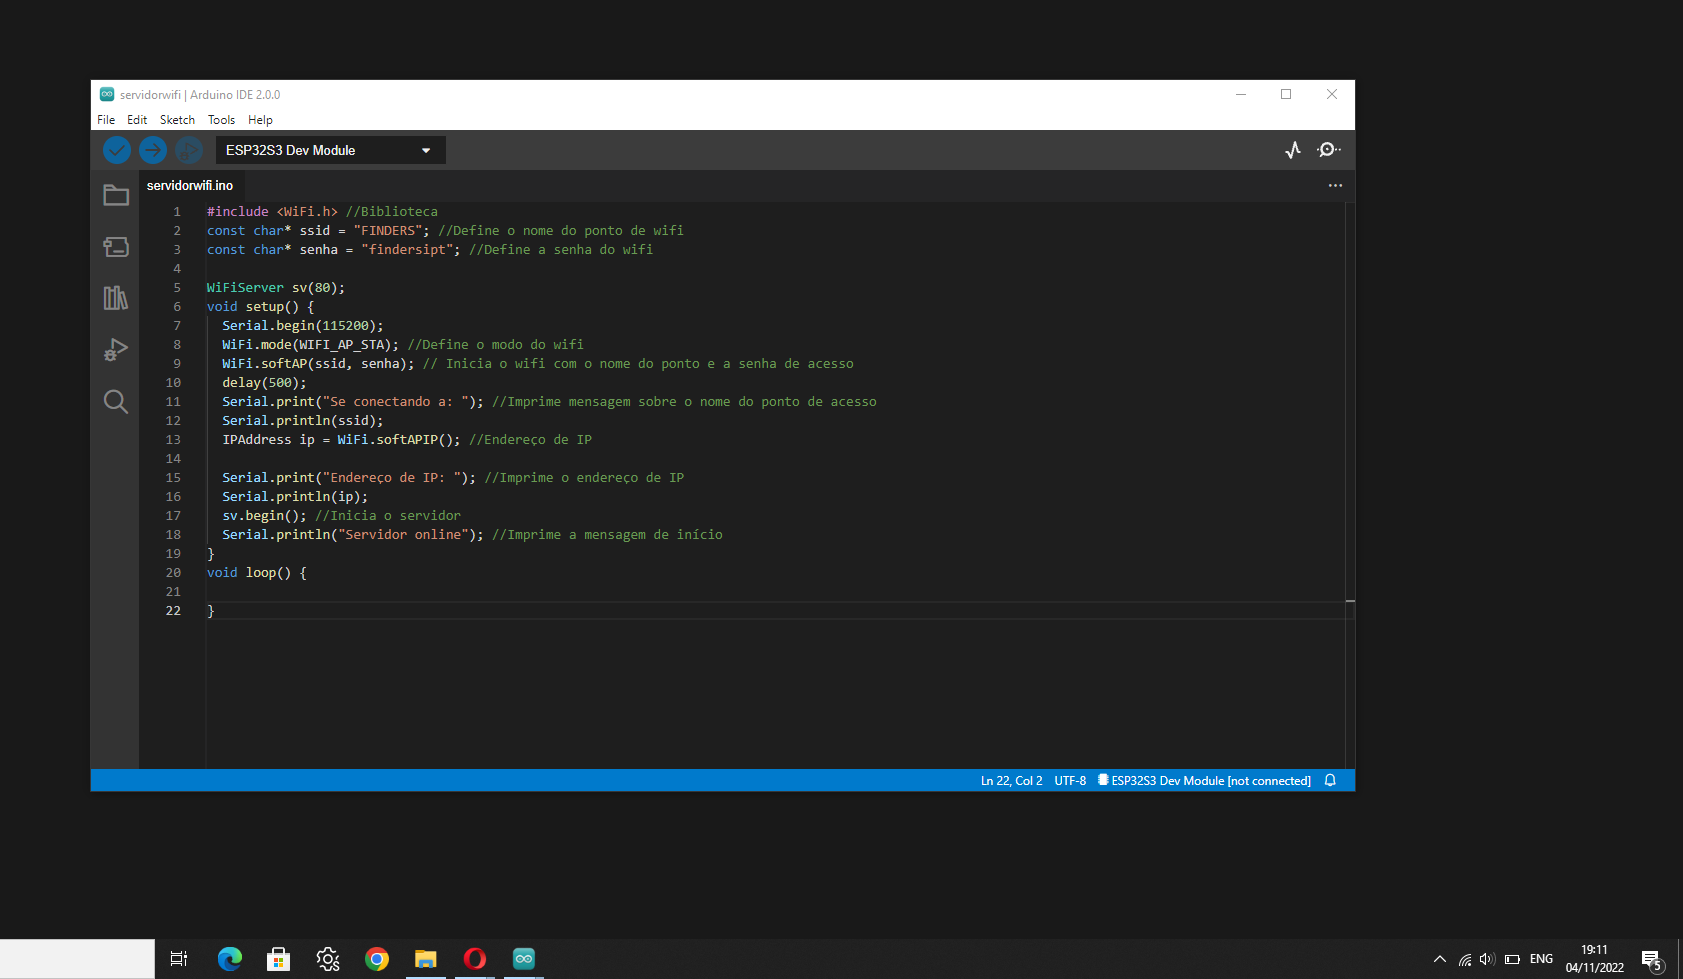 servidorwifi | Arduino IDE 2.0.0
File Edit Sketch Tools Help
ESP32S3 Dev Module
servidorwifi.ino
1 #include <WiFi.h> //Biblioteca
2 const char* ssid = "FINDERS"; //Define o nome do ponto de wifi
3 const char* senha = "findersipt"; //Define a senha do wifi
4
5 WiFiServer sv(80);
6 void setup() {
7 Serial.begin(115200);
8 WiFi.mode(WIFI_AP_STA); //Define o modo do wifi
9 WiFi.softAP(ssid, senha); // Inicia o wifi com o nome do ponto e a senha de acesso
10 delay(500);
11 Serial.print("Se conectando a: "); //Imprime mensagem sobre o nome do ponto de acesso
12 Serial.println(ssid);
13 IPAddress ip = WiFi.softAPIP(); //Endereço de IP
14
15 Serial.print("Endereço de IP: "); //Imprime o endereço de IP
16 Serial.println(ip);
17 sv.begin(); //Inicia o servidor
18 Serial.println("Servidor online"); //Imprime a mensagem de início
19 }
20 void loop() {
21
22 }
Ln 22, Col 2 UTF-8 ESP32S3 Dev Module [not connected]
ENG
19:11
04/11/2022
5